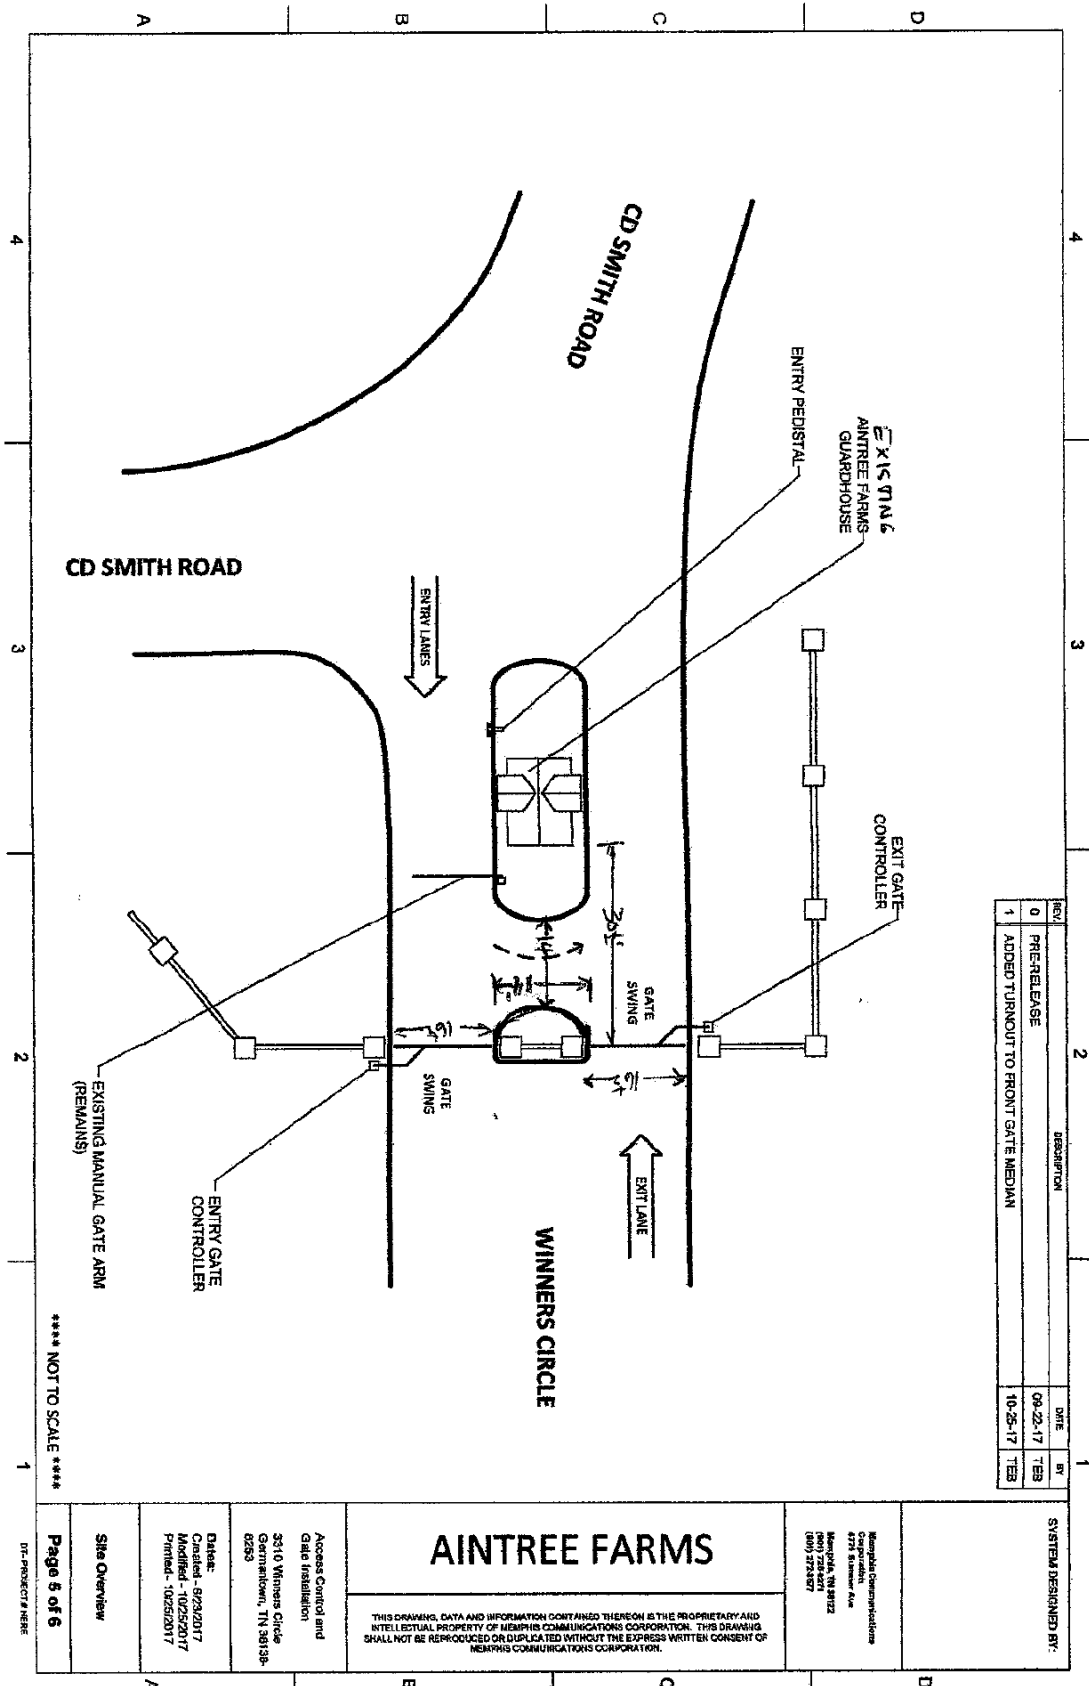 A
B
C
D
4
4
3
3
2
2
1
1
CD SMITH ROAD
CD SMITH ROAD
WINNERS CIRCLE
ENTRY PEDISTAL
EXISTING
AINTREE FARMS
GUARDHOUSE
ENTRY LANES
EXIT GATE
CONTROLLER
GATE
SWING
GATE
SWING
14'
16'
EXIT LANE
ENTRY GATE
CONTROLLER
EXISTING MANUAL GATE ARM
(REMAINS)
**** NOT TO SCALE ****
REV. DESCRIPTION DATE BY
0 PRE-RELEASE 09-22-17 TEB
1 ADDED TURNOUT TO FRONT GATE MEDIAN 10-25-17 TEB
SYSTEM DESIGNED BY:
Memphis Communications
Corporation
4771 Summer Ave
Memphis, TN 38122
AINTREE FARMS
THIS DRAWING, DATA AND INFORMATION CONTAINED THEREON IS THE PROPRIETARY AND
INTELLECTUAL PROPERTY OF MEMPHIS COMMUNICATIONS CORPORATION. THIS DRAWING
SHALL NOT BE REPRODUCED OR DUPLICATED WITHOUT THE EXPRESS WRITTEN CONSENT OF
MEMPHIS COMMUNICATIONS CORPORATION.
Access Control and
Gate Installation
3310 Winners Circle
Germantown, TN 38138-
8253
Dates:
Created - 8/23/2017
Modified - 10/25/2017
Printed - 10/25/2017
Site Overview
Page 5 of 6
DT-PROJECT # HERE
A
B
C
D